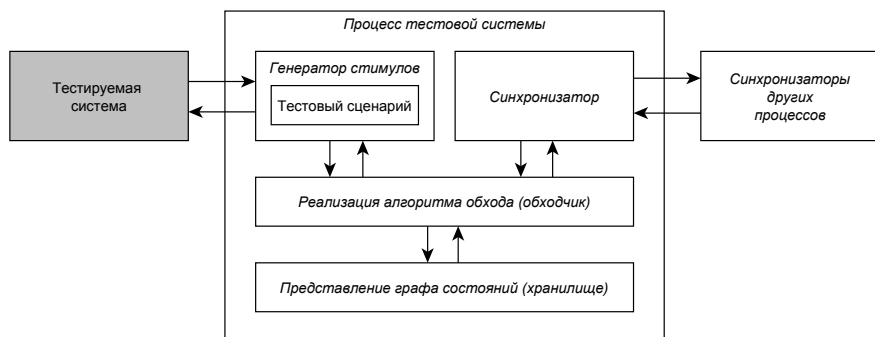 Процесс тестовой системы
Тестируемая
система
Генератор стимулов
Тестовый сценарий
Синхронизатор
Синхронизаторы
других
процессов
Реализация алгоритма обхода (обходчик)
Представление графа состояний (хранилище)